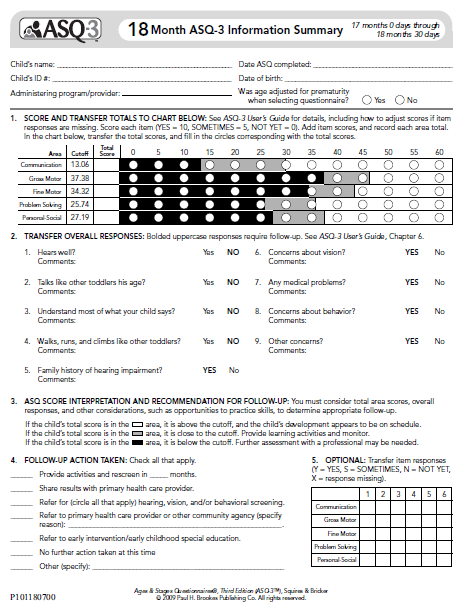 ASQ-3
18 Month ASQ-3 Information Summary
17 months 0 days through
18 months 30 days
Child's name: Date ASQ completed:
Child's ID #: Date of birth:
Administering program/provider: Was age adjusted for prematurity
when selecting questionnaire? Yes No
1. SCORE AND TRANSFER TOTALS TO CHART BELOW: See ASQ-3 User's Guide for details, including how to adjust scores if item
responses are missing. Score each item (YES = 10, SOMETIMES = 5, NOT YET = 0). Add item scores, and record each area total.
In the chart below, transfer the total scores, and fill in the circles corresponding with the total scores.
Area Cutoff Total Score 0 5 10 15 20 25 30 35 40 45 50 55 60
Communication 13.06
Gross Motor 37.38
Fine Motor 34.32
Problem Solving 25.74
Personal-Social 27.19
2. TRANSFER OVERALL RESPONSES: Bolded uppercase responses require follow-up. See ASQ-3 User's Guide, Chapter 6.
1. Hears well? Yes NO 6. Concerns about vision? YES No
Comments: Comments:
2. Talks like other toddlers his age? Yes NO 7. Any medical problems? YES No
Comments: Comments:
3. Understand most of what your child says? Yes NO 8. Concerns about behavior? YES No
Comments: Comments:
4. Walks, runs, and climbs like other toddlers? Yes NO 9. Other concerns? YES No
Comments: Comments:
5. Family history of hearing impairment? YES No
Comments:
3. ASQ SCORE INTERPRETATION AND RECOMMENDATION FOR FOLLOW-UP: You must consider total area scores, overall
responses, and other considerations, such as opportunities to practice skills, to determine appropriate follow-up.
If the child's total score is in the area, it is above the cutoff, and the child's development appears to be on schedule.
If the child's total score is in the area, it is close to the cutoff. Provide learning activities and monitor.
If the child's total score is in the area, it is below the cutoff. Further assessment with a professional may be needed.
4. FOLLOW-UP ACTION TAKEN: Check all that apply.
Provide activities and rescreen in months.
Share results with primary health care provider.
Refer for (circle all that apply) hearing, vision, and/or behavioral screening.
Refer to primary health care provider or other community agency (specify
reason): .
Refer to early intervention/early childhood special education.
No further action taken at this time
Other (specify):
5. OPTIONAL: Transfer item responses
(Y = YES, S = SOMETIMES, N = NOT YET,
X = response missing).
1 2 3 4 5 6
Communication
Gross Motor
Fine Motor
Problem Solving
Personal-Social
P101180700
Ages & Stages Questionnaires®, Third Edition (ASQ-3™), Squires & Bricker
© 2009 Paul H. Brookes Publishing Co. All rights reserved.